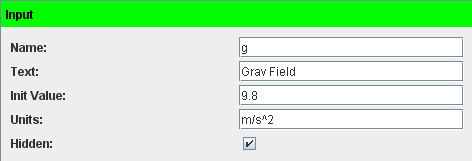 Input
Name: g
Text: Grav Field
Init Value: 9.8
Units: m/s^2
Hidden: